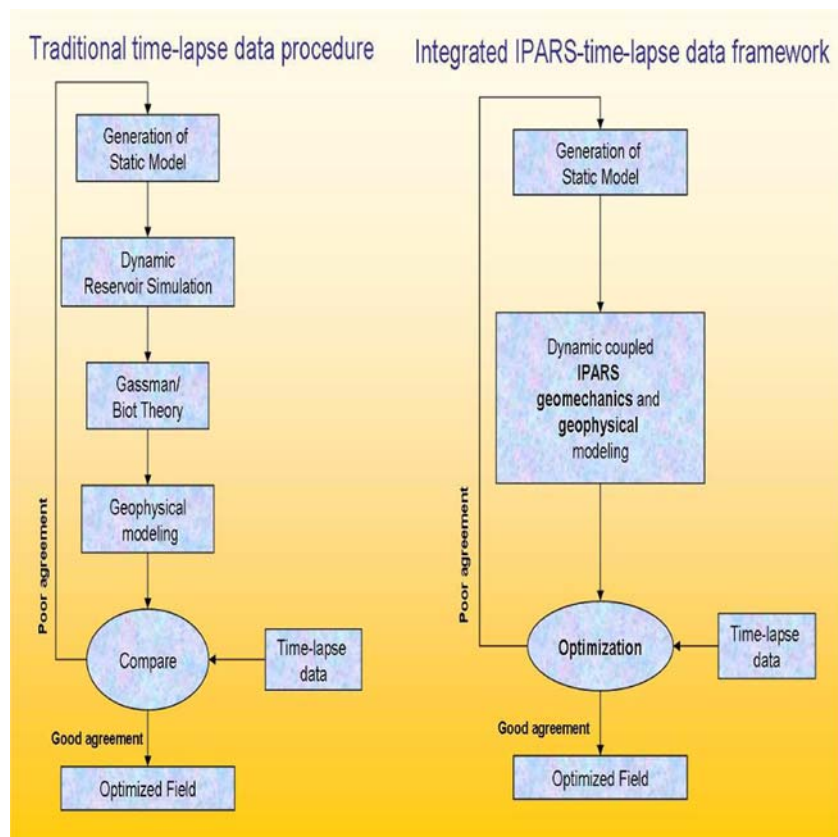 Traditional time-lapse data procedure
Generation of
Static Model
Dynamic
Reservoir Simulation
Gassman/
Biot Theory
Geophysical
modeling
Poor agreement
Compare
Time-lapse
data
Good agreement
Optimized Field
Integrated IPARS-time-lapse data framework
Generation of
Static Model
Dynamic coupled
IPARS
geomechanics and
geophysical
modeling
Poor agreement
Optimization
Time-lapse
data
Good agreement
Optimized Field